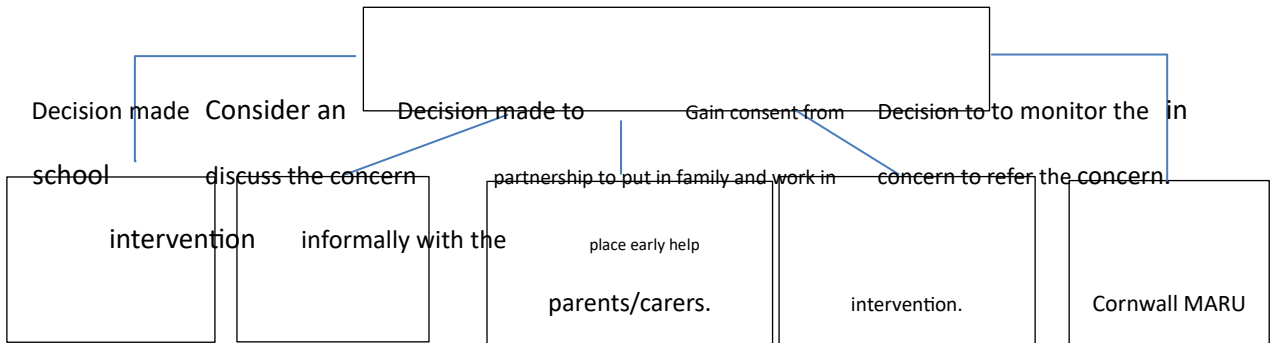 Decision made Consider an Decision made to Gain consent from Decision to to monitor the in
school discuss the concern partnership to put in family and work in concern to refer the concern.
intervention informally with the place early help
parents/carers. intervention. Cornwall MARU